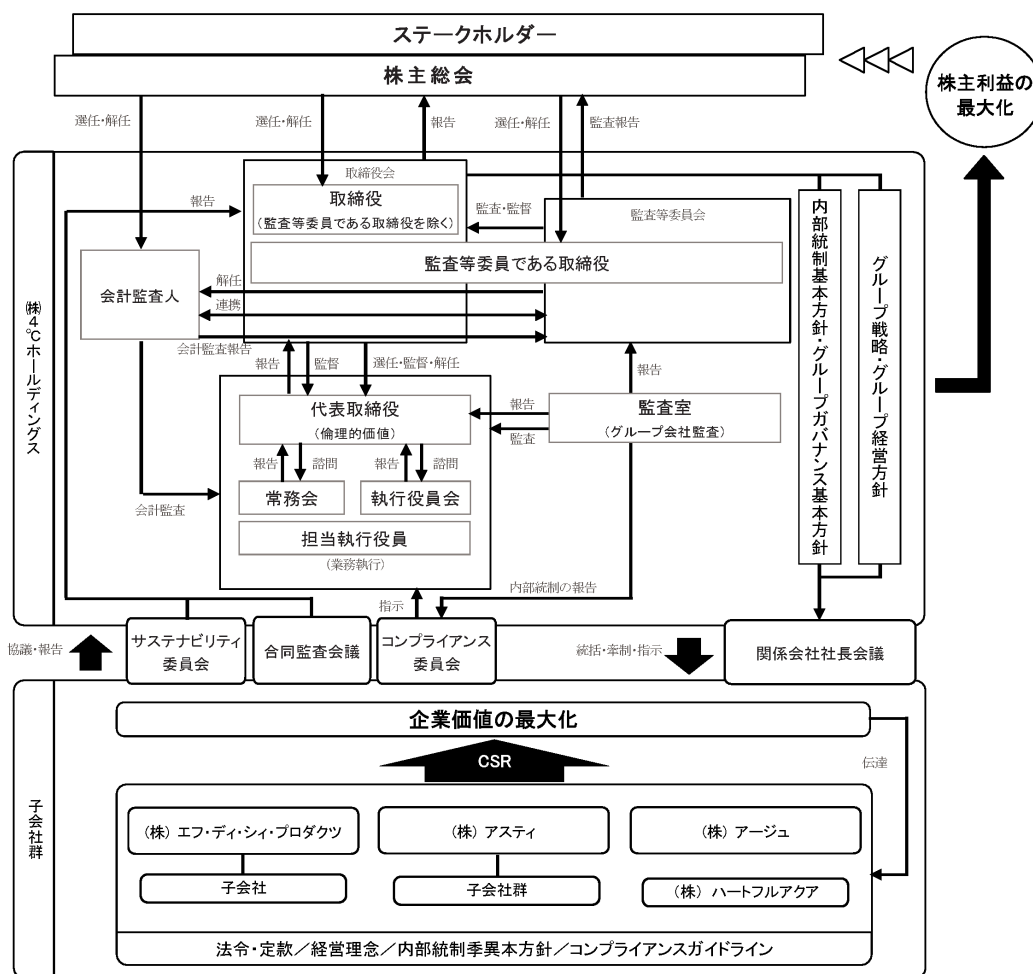 ステークホルダー
株主総会
株主利益の
最大化
選任・解任
選任・解任
報告
選任・解任
監査報告
㈱4℃ホールディングス
取締役会
報告
取締役
(監査等委員である取締役を除く)
監査・監督
監査等委員会
監査等委員である取締役
会計監査人
解任
連携
会計監査報告
内部統制基本方針・グループガバナンス基本方針
グループ戦略・グループ経営方針
報告
監督
選任・監督・解任
報告
代表取締役
(倫理的価値)
報告
監査
監査室
(グループ会社監査)
報告
諮問
報告
諮問
常務会
執行役員会
会計監査
担当執行役員
(業務執行)
内部統制の報告
指示
協議・報告
サステナビリティ
委員会
合同監査会議
コンプライアンス
委員会
統括・牽制・指示
関係会社社長会議
子会社群
企業価値の最大化
CSR
伝達
(株) エフ・ディ・シィ・プロダクツ
(株) アスティ
(株) アージュ
子会社
子会社群
(株) ハートフルアクア
法令・定款/経営理念/内部統制季異本方針/コンプライアンスガイドライン